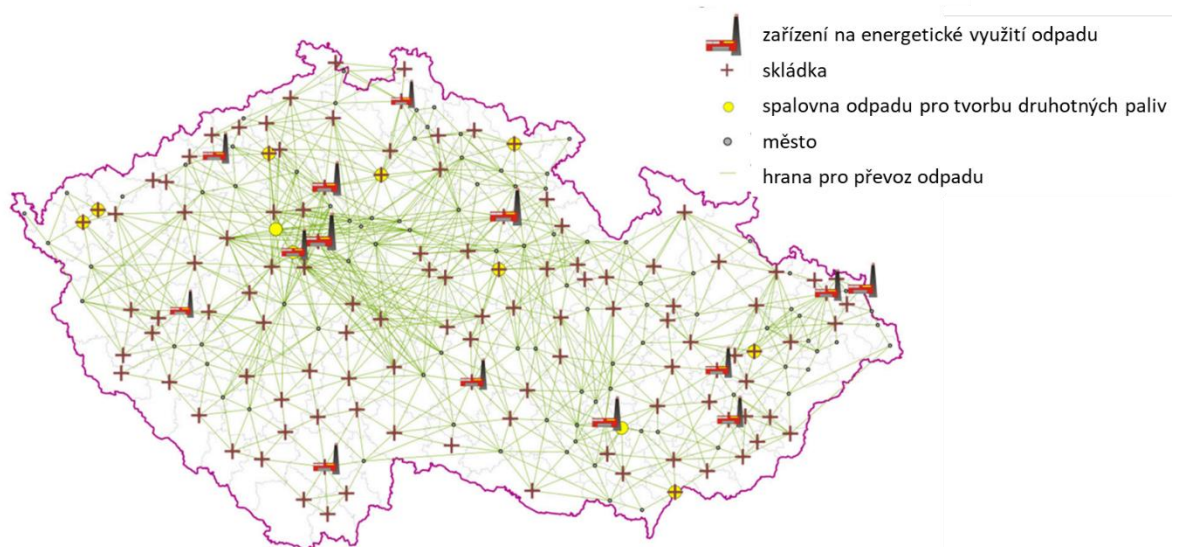 zařízení na energetické využití odpadu
skládka
spalovna odpadu pro tvorbu druhotných paliv
město
hrana pro převoz odpadu